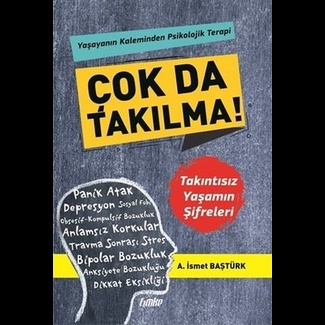 Yaşayanın Kaleminden Psikolojik Terapi
ÇOK DA
TAKILMA!
Takıntısız
Yaşamın
Şifreleri
Panik Atak
Depresyon Sosyal Fobi
Obsesif-Kompulsif Bozukluk
Anlamsız Korkular
Travma Sonrası Stres
Bipolar Bozukluk
Anksiyete Bozukluğu
Dikkat Eksikliği
A. İsmet BAŞTÜRK